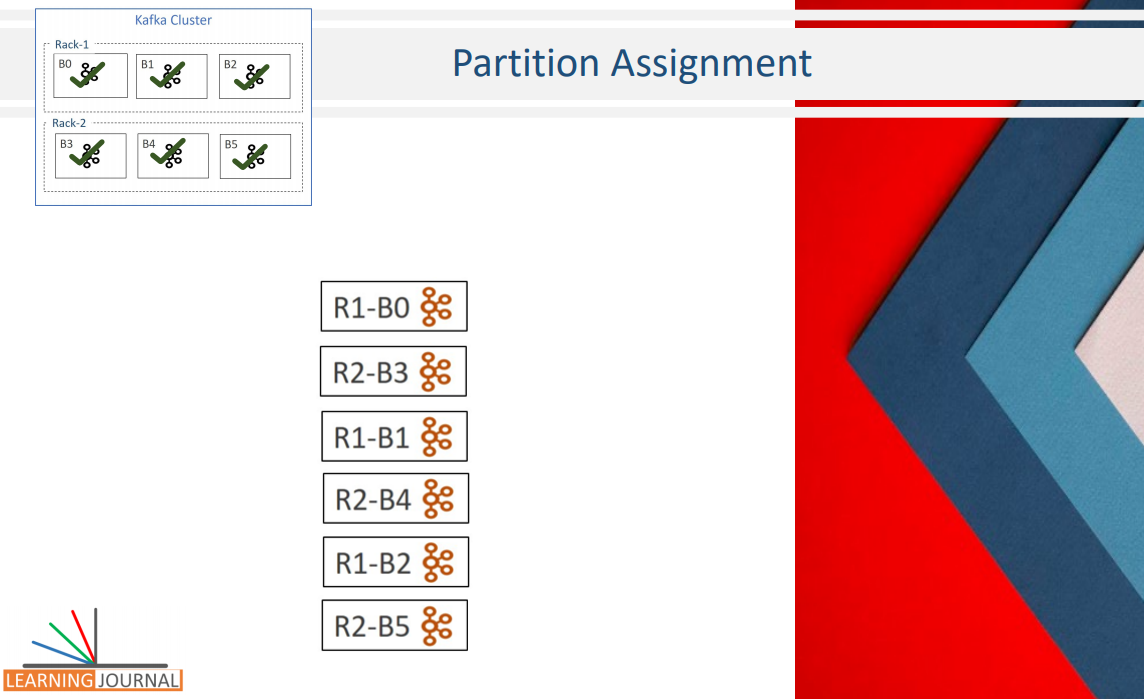 Kafka Cluster
Rack-1
B0 B1 B2
Rack-2
B3 B4 B5
Partition Assignment
R1-B0
R2-B3
R1-B1
R2-B4
R1-B2
R2-B5
LEARNING JOURNAL